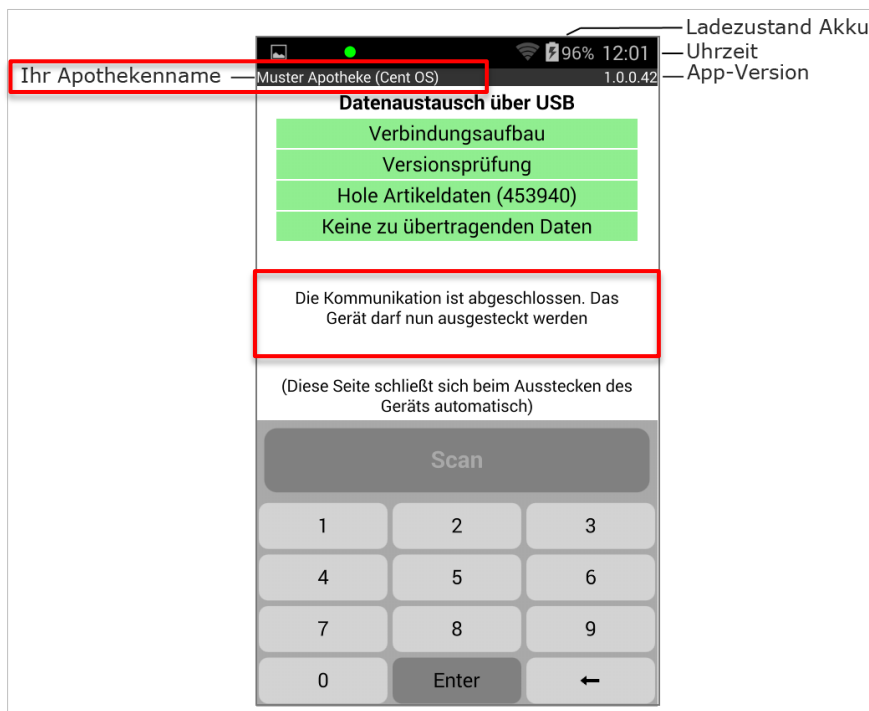 Ladezustand Akku
96% 12:01
Uhrzeit
Ihr Apothekenname
Muster Apotheke (Cent OS)
1.0.0.42
App-Version
Datenaustausch über USB
Verbindungsaufbau
Versionsprüfung
Hole Artikeldaten (453940)
Keine zu übertragenden Daten
Die Kommunikation ist abgeschlossen. Das
Gerät darf nun ausgesteckt werden
(Diese Seite schließt sich beim Ausstecken des
Geräts automatisch)
Scan
1 2 3
4 5 6
7 8 9
0 Enter ←